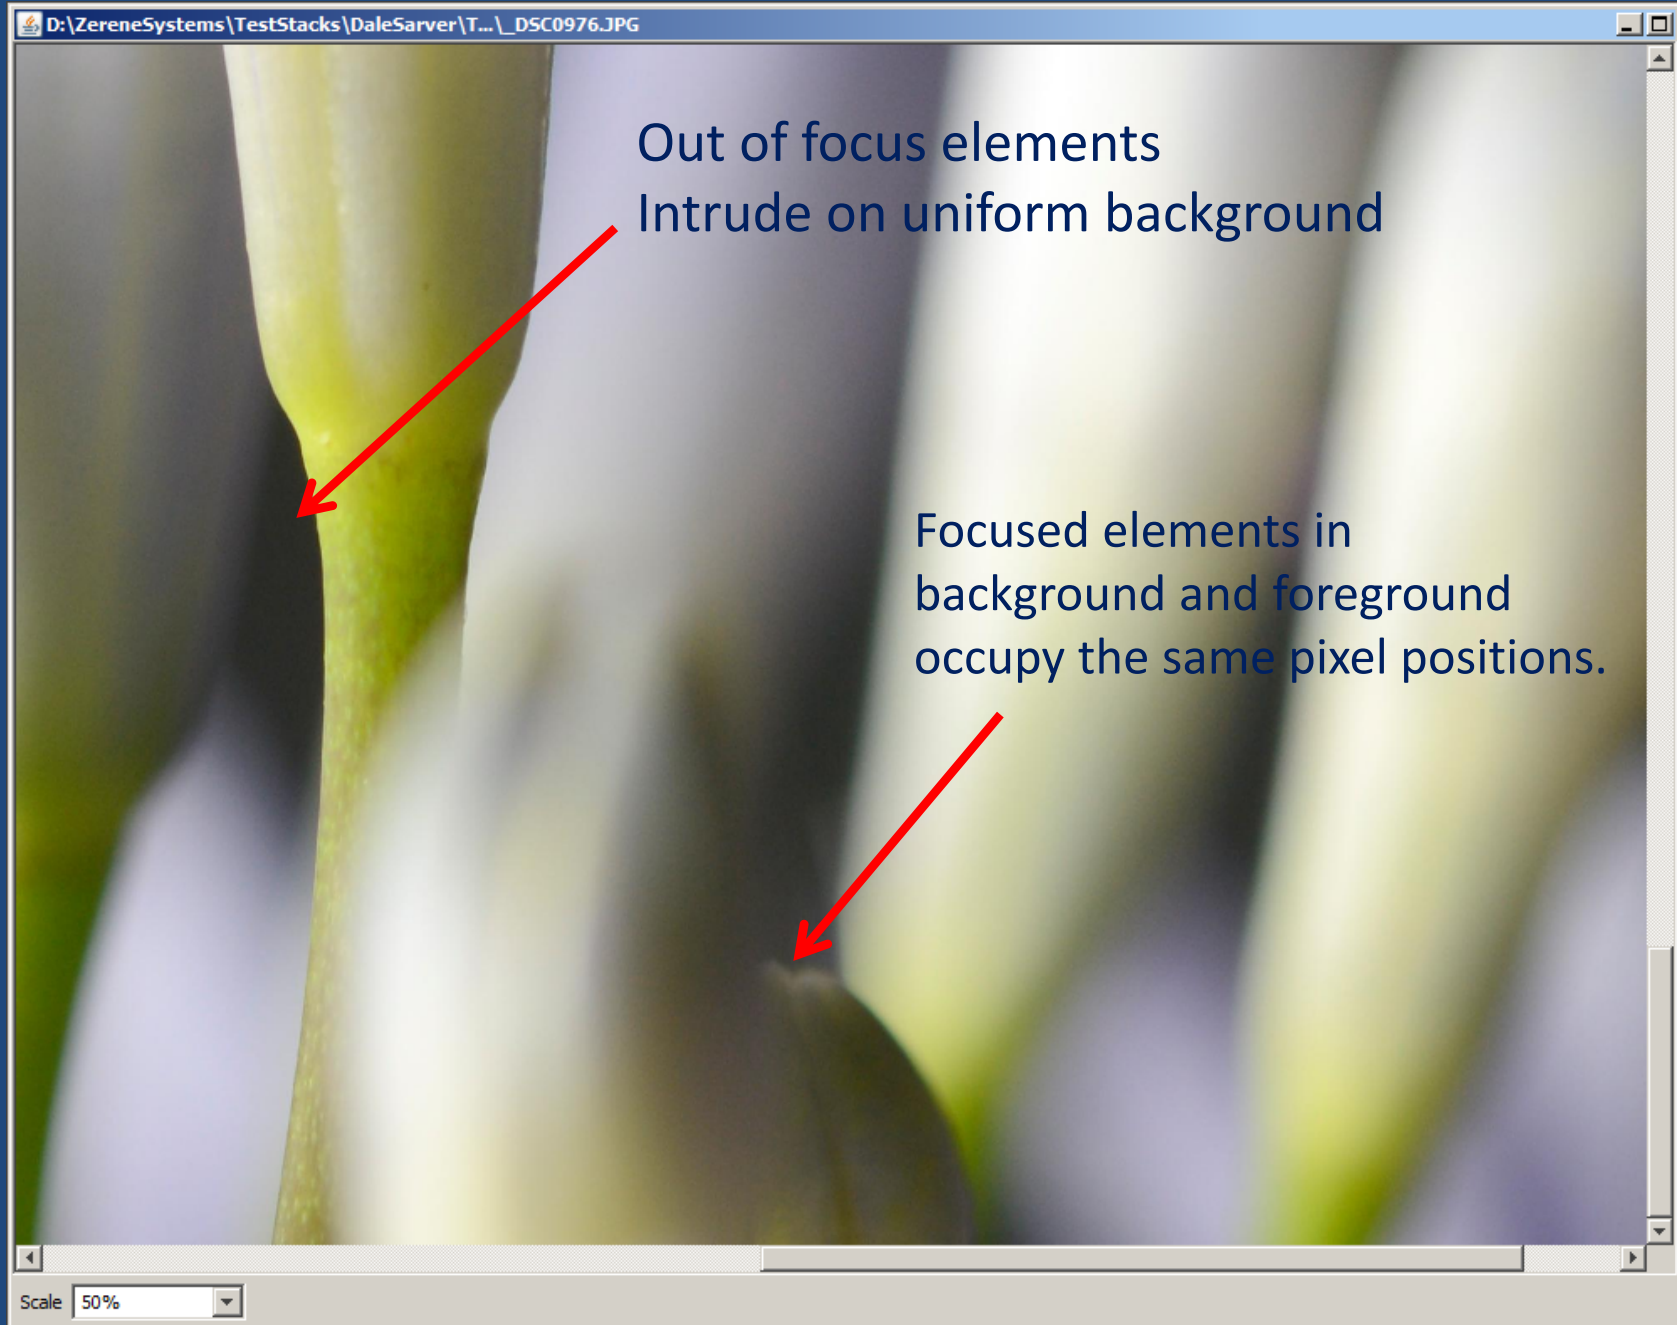 D:\ZereneSystems\TestStacks\DaleSarver\T...\_DSC0976.JPG
Out of focus elements
Intrude on uniform background
Focused elements in
background and foreground
occupy the same pixel positions.
Scale 50%